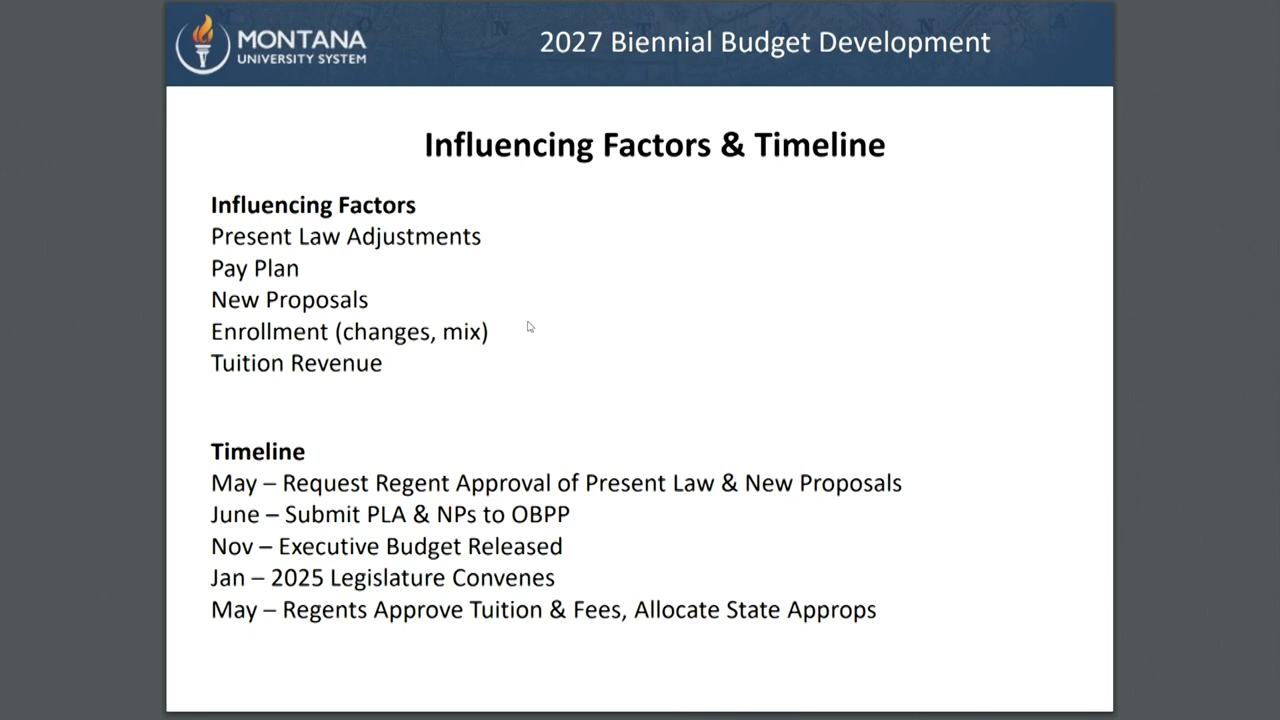 MONTANA
UNIVERSITY SYSTEM
2027 Biennial Budget Development
Influencing Factors & Timeline
Influencing Factors
Present Law Adjustments
Pay Plan
New Proposals
Enrollment (changes, mix)
Tuition Revenue
Timeline
May – Request Regent Approval of Present Law & New Proposals
June – Submit PLA & NPs to OBPP
Nov – Executive Budget Released
Jan – 2025 Legislature Convenes
May – Regents Approve Tuition & Fees, Allocate State Approps